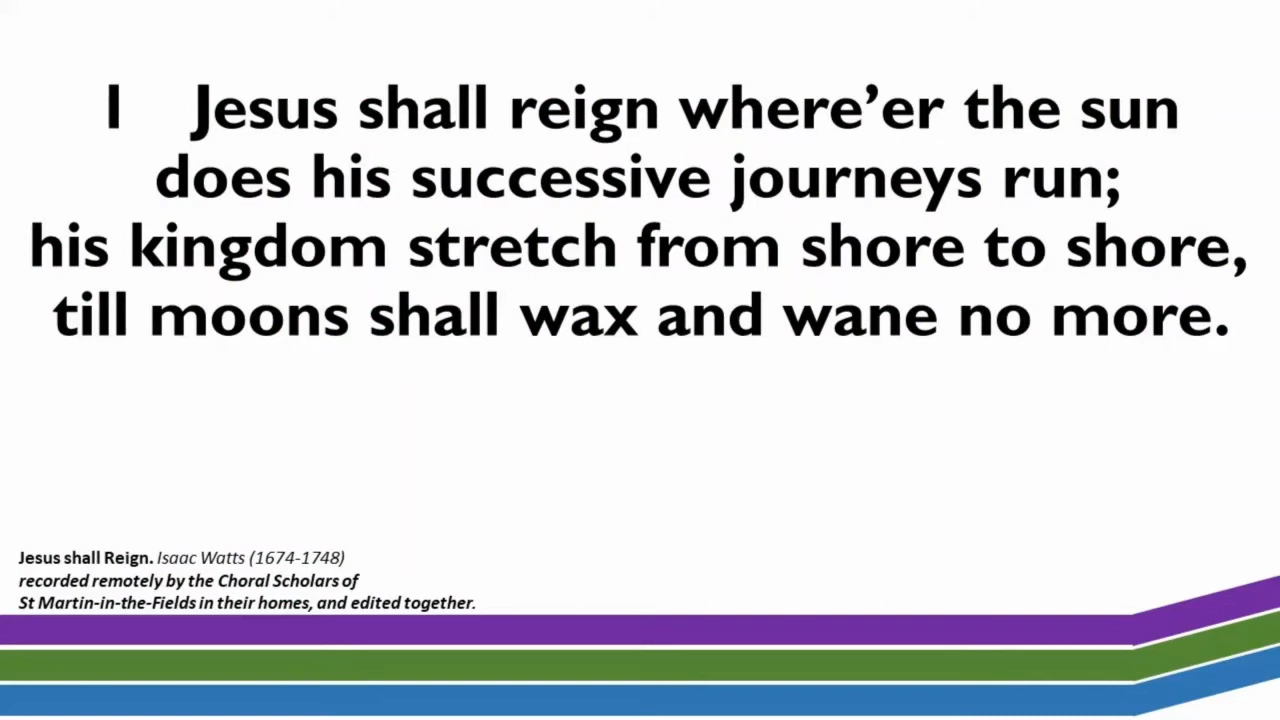 1 Jesus shall reign where’er the sun
does his successive journeys run;
his kingdom stretch from shore to shore,
till moons shall wax and wane no more.
Jesus shall Reign. Isaac Watts (1674-1748)
recorded remotely by the Choral Scholars of
St Martin-in-the-Fields in their homes, and edited together.